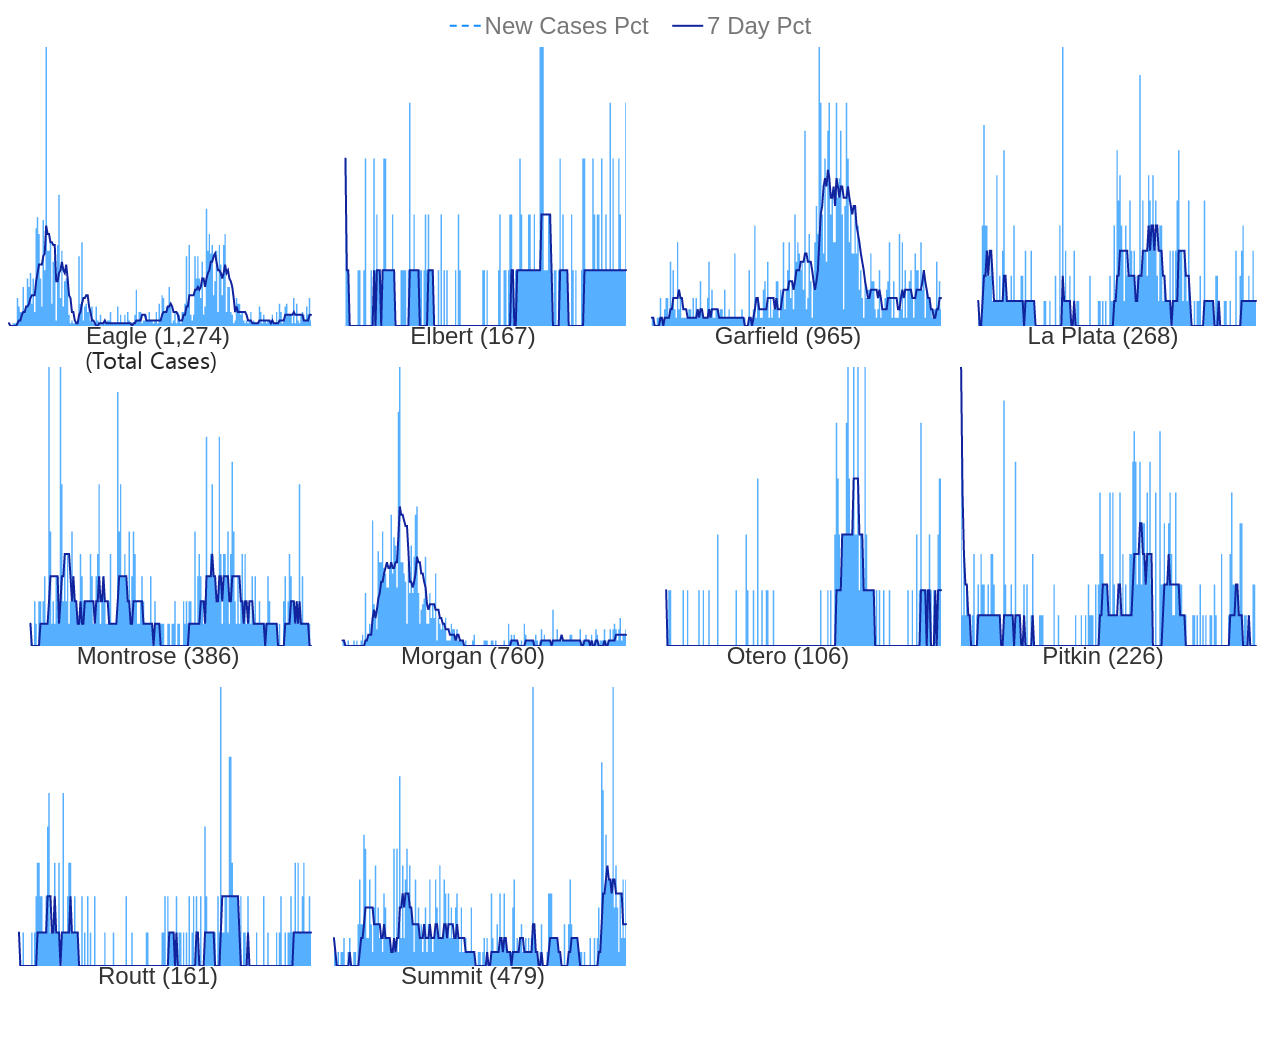 New Cases Pct 7 Day Pct
Eagle (1,274) Elbert (167) Garfield (965) La Plata (268)
(Total Cases)
Montrose (386) Morgan (760) Otero (106) Pitkin (226)
Routt (161) Summit (479)